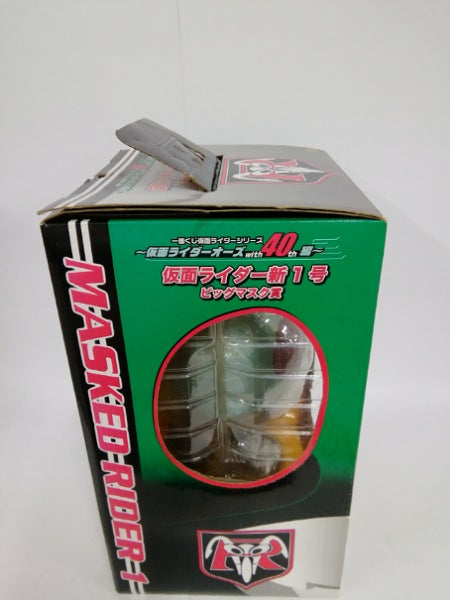 一番くじ仮面ライダーシリーズ
～仮面ライダーオーズwith40th編～
仮面ライダー新1号
ビッグマスク賞
MASKED RIDER 1